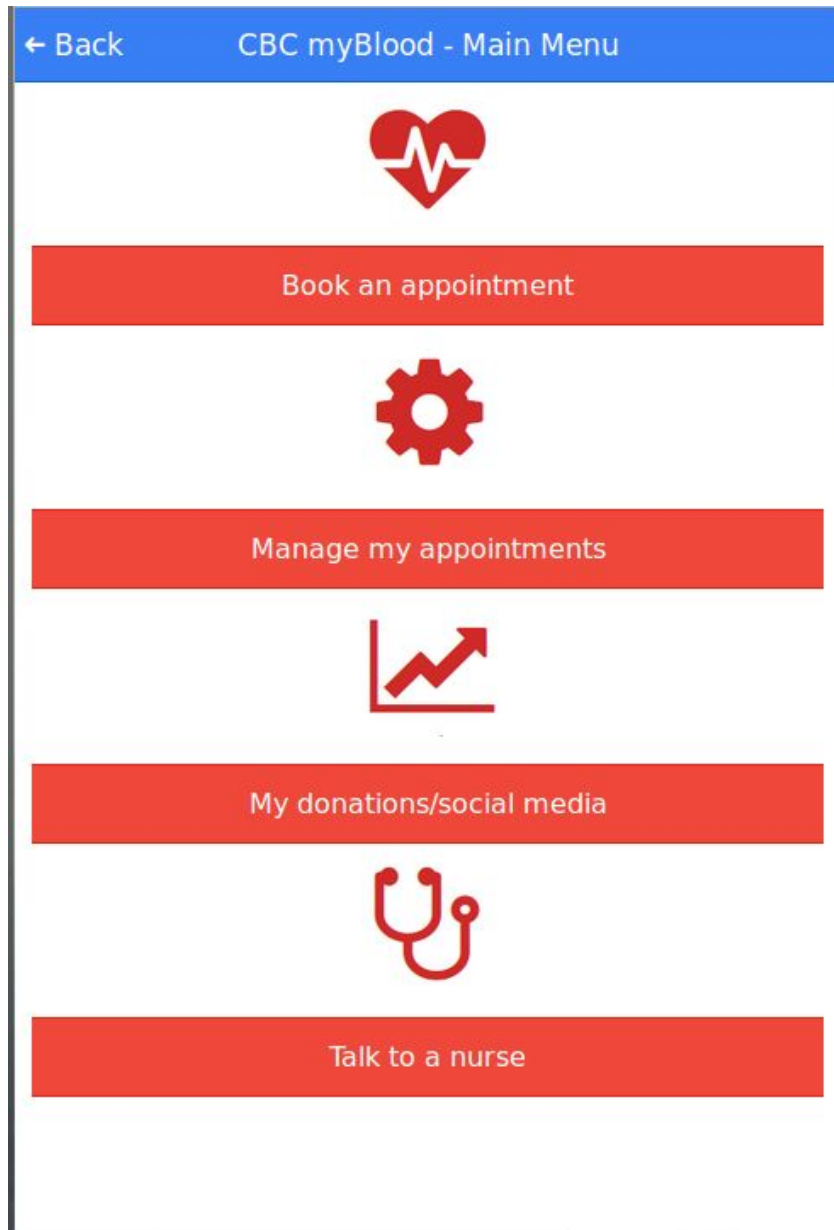 ← Back CBC myBlood - Main Menu
Book an appointment
Manage my appointments
My donations/social media
Talk to a nurse